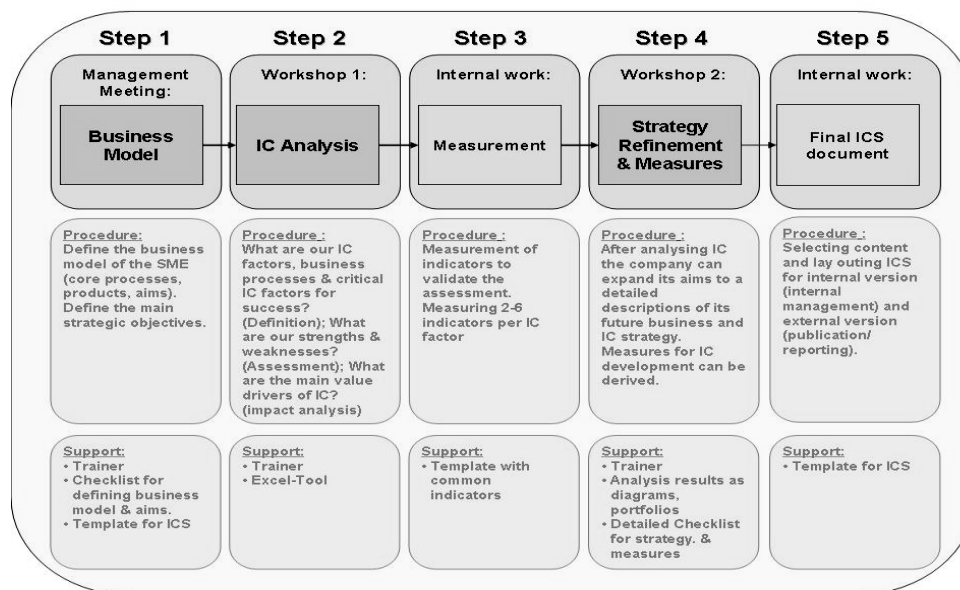 Step 1
Step 2
Step 3
Step 4
Step 5
Management
Meeting:
Business
Model
Workshop 1:
IC Analysis
Internal work:
Measurement
Workshop 2:
Strategy
Refinement
& Measures
Internal work:
Final ICS
document
Procedure:
Define the business
model of the SME
(core processes,
products, aims).
Define the main
strategic objectives.
Procedure :
What are our IC
factors, business
processes & critical
IC factors for
success?
(Definition); What
are our strengths &
weaknesses?
(Assessment); What
are the main value
drivers of IC?
(impact analysis)
Procedure :
Measurement of
indicators to
validate the
assessment.
Measuring 2-6
indicators per IC
factor
Procedure :
After analysing IC
the company can
expand its aims to a
detailed
descriptions of its
future business and
IC strategy.
Measures for IC
development can be
derived.
Procedure :
Selecting content
and lay outing ICS
for internal version
(internal
management) and
external version
(publication/
reporting).
Support:
• Trainer
• Checklist for
defining business
model & aims.
• Template for ICS
Support:
• Trainer
• Excel-Tool
Support:
• Template with
common
indicators
Support:
• Trainer
• Analysis results as
diagrams,
portfolios
• Detailed Checklist
for strategy. &
measures
Support:
• Template for ICS